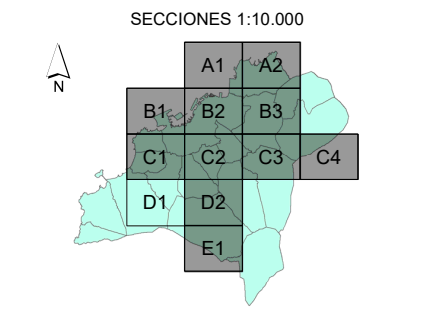 SECCIONES 1:10.000
N
A1 A2
B1 B2 B3
C1 C2 C3 C4
D1 D2
E1